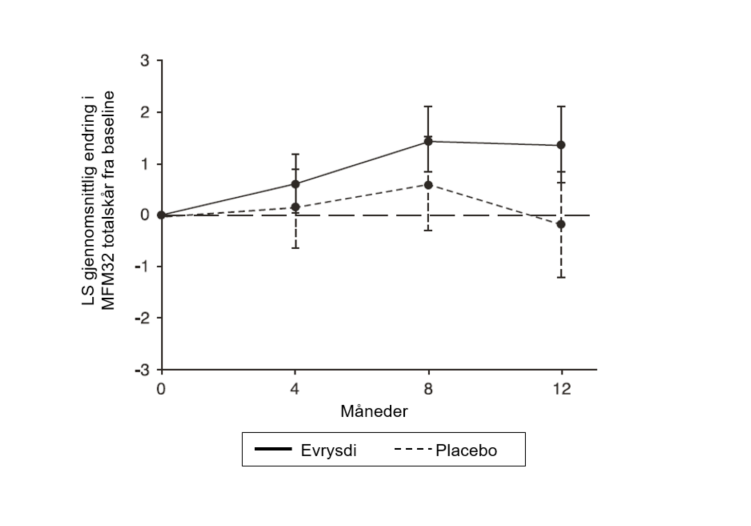 3
2
1
0
-1
-2
-3
LS gjennomsnittlig endring i
MFM32 totalskår fra baseline
0 4 8 12
Måneder
Evrysdi Placebo